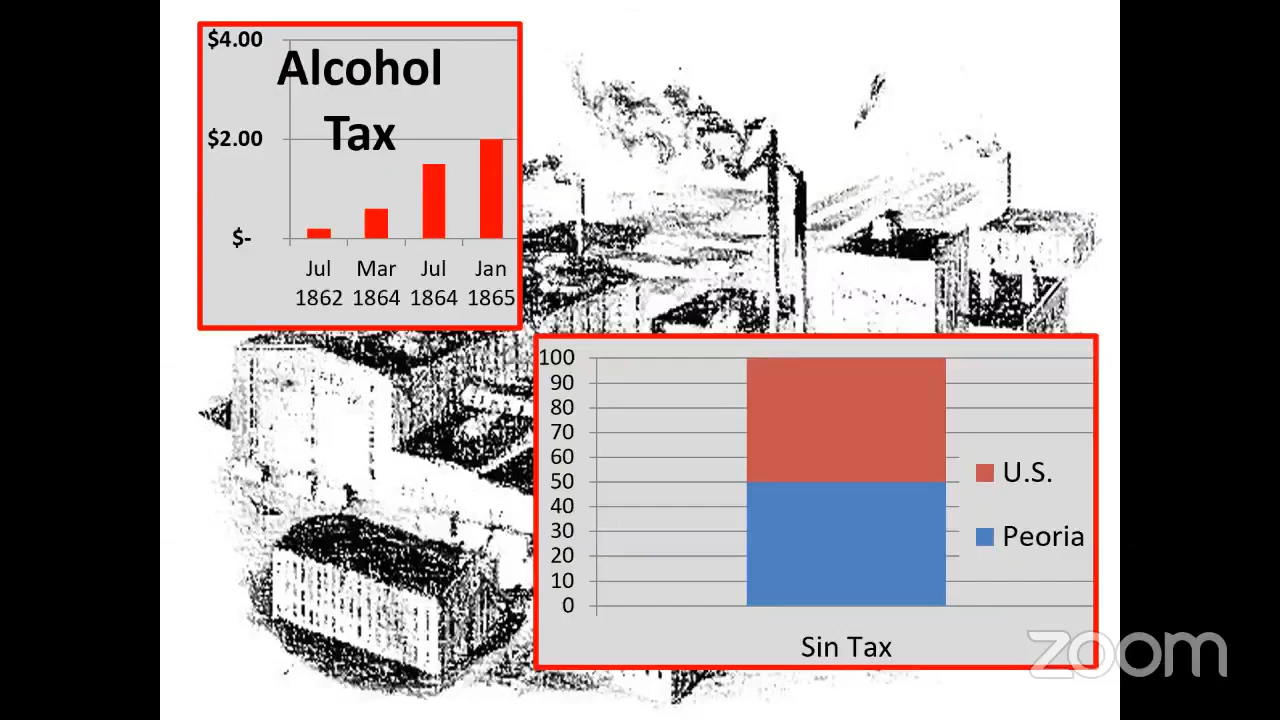 $4.00
Alcohol
Tax
$2.00
$-
Jul Mar Jul Jan
1862 1864 1864 1865
100
90
80
70
60
50
40
30
20
10
0
U.S.
Peoria
Sin Tax
zoom